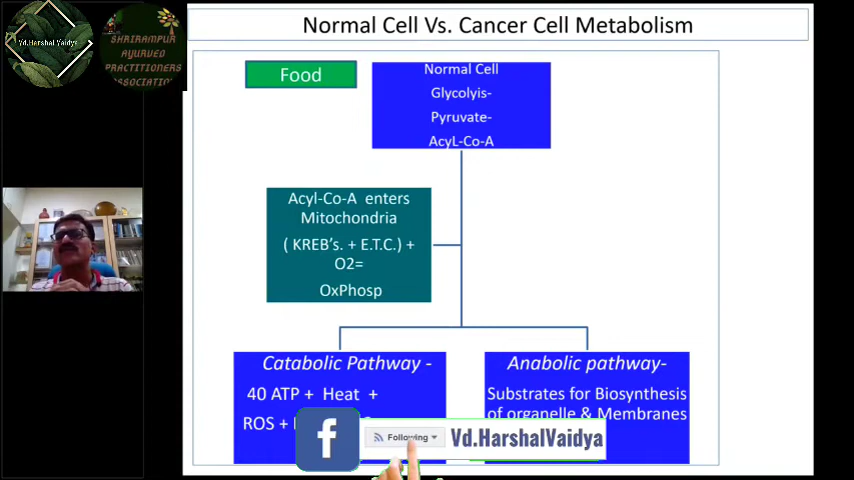 Normal Cell Vs. Cancer Cell Metabolism
Vd.Harshal Vaidya
SHRIRAMPUR
AYURVED
PRACTITIONERS
ASSOCIATION
Food
Normal Cell
Glycolyis-
Pyruvate-
AcyL-Co-A
Acyl-Co-A enters
Mitochondria
( KREB's. + E.T.C.) +
O2=
OxPhosp
Catabolic Pathway -
40 ATP + Heat +
ROS +
Anabolic pathway-
Substrates for Biosynthesis
of organelle & Membranes
f
Following
Vd.HarshalVaidya